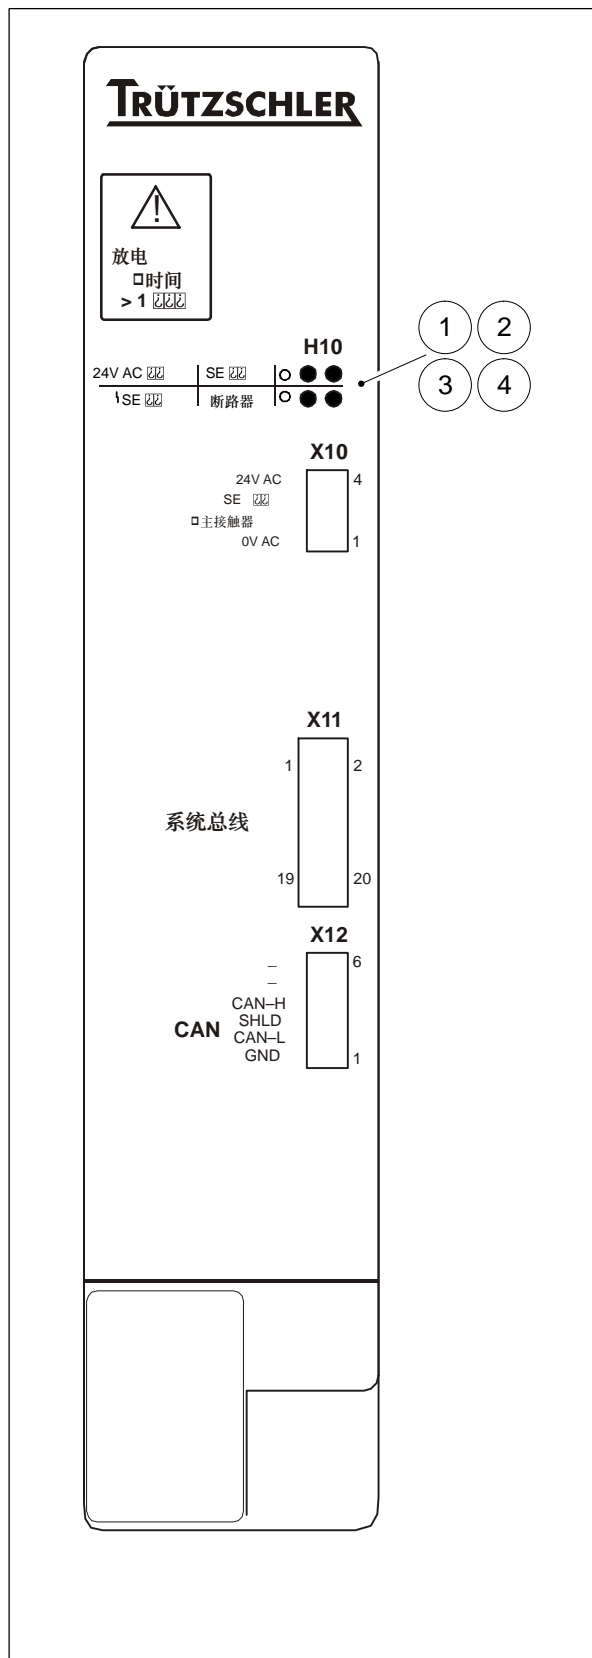 TRÜTZSCHLER
放电
时间
> 1
H10
1 2
3 4
24V AC SE
SE 断路器
X10
24V AC 4
SE
主接触器
0V AC 1
X11
1 2
系统总线
19 20
X12
– 6
–
CAN–H
SHLD
CAN CAN–L
GND 1